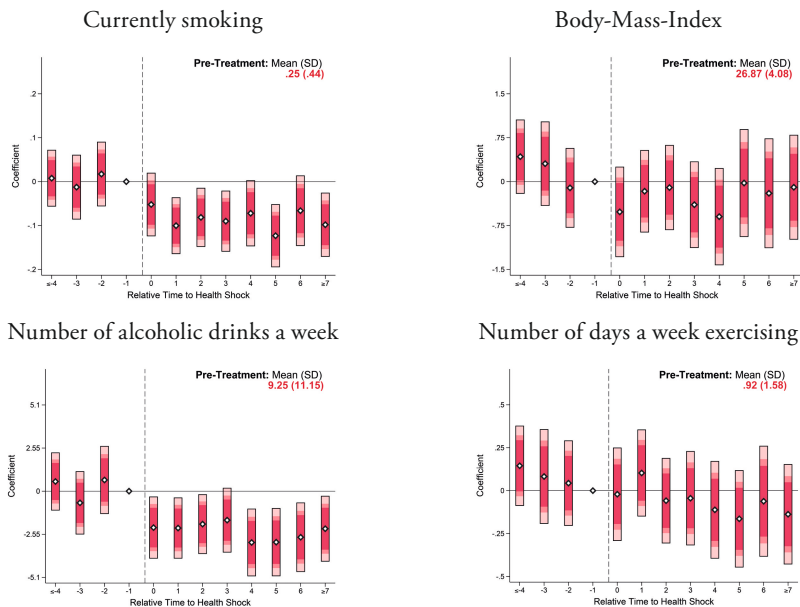 Currently smoking
Pre-Treatment: Mean (SD)
.25 (.44)
Coefficient
.2
.1
0
-.1
-.2
≤-4 -3 -2 -1 0 1 2 3 4 5 6 ≥7
Relative Time to Health Shock
Body-Mass-Index
Pre-Treatment: Mean (SD)
26.87 (4.08)
Coefficient
1.5
.75
0
-.75
-1.5
≤-4 -3 -2 -1 0 1 2 3 4 5 6 ≥7
Relative Time to Health Shock
Number of alcoholic drinks a week
Pre-Treatment: Mean (SD)
9.25 (11.15)
Coefficient
5.1
2.55
0
-2.55
-5.1
≤-4 -3 -2 -1 0 1 2 3 4 5 6 ≥7
Relative Time to Health Shock
Number of days a week exercising
Pre-Treatment: Mean (SD)
.92 (1.58)
Coefficient
.5
.25
0
-.25
-.5
≤-4 -3 -2 -1 0 1 2 3 4 5 6 ≥7
Relative Time to Health Shock